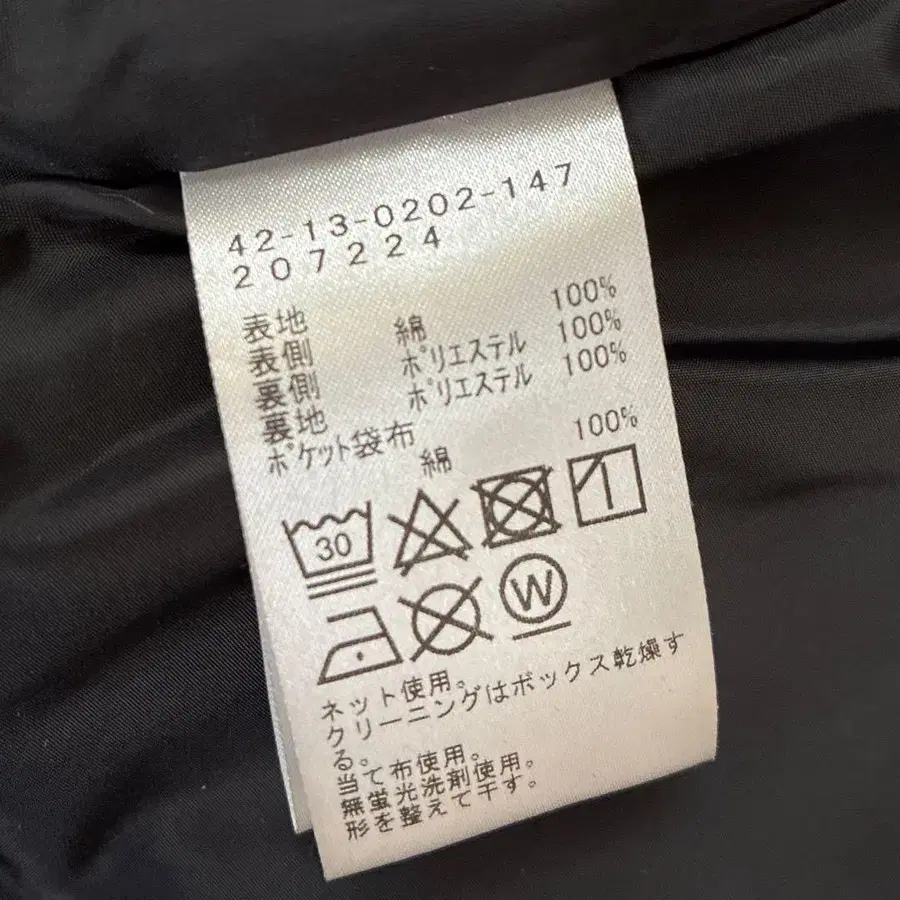 42-13-0202-147
207224
表地 綿 100%
表側 ポリエステル 100%
裏側 ポリエステル 100%
裏地
ポケット袋布 綿 100%
30
W
ネット使用。
クリーニングはボックス乾燥す
る。
当て布使用。
無蛍光洗剤使用。
形を整えて干す。